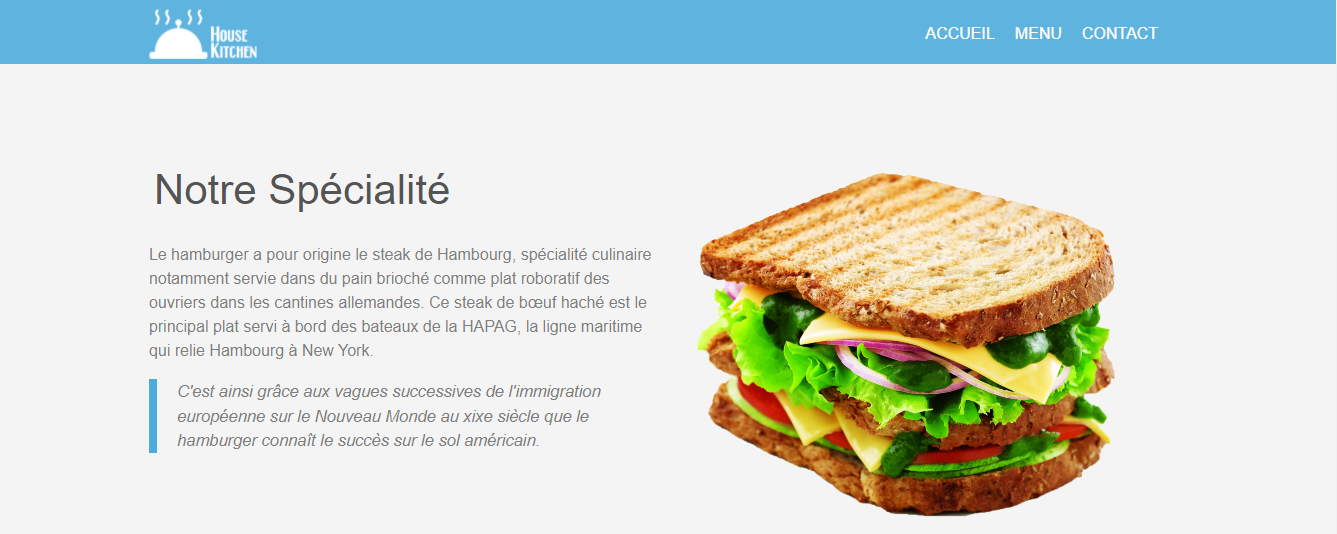 House
Kitchen
ACCUEIL MENU CONTACT
Notre Spécialité
Le hamburger a pour origine le steak de Hambourg, spécialité culinaire
notamment servie dans du pain brioché comme plat roboratif des
ouvriers dans les cantines allemandes. Ce steak de bœuf haché est le
principal plat servi à bord des bateaux de la HAPAG, la ligne maritime
qui relie Hambourg à New York.
C'est ainsi grâce aux vagues successives de l'immigration
européenne sur le Nouveau Monde au xixe siècle que le
hamburger connaît le succès sur le sol américain.